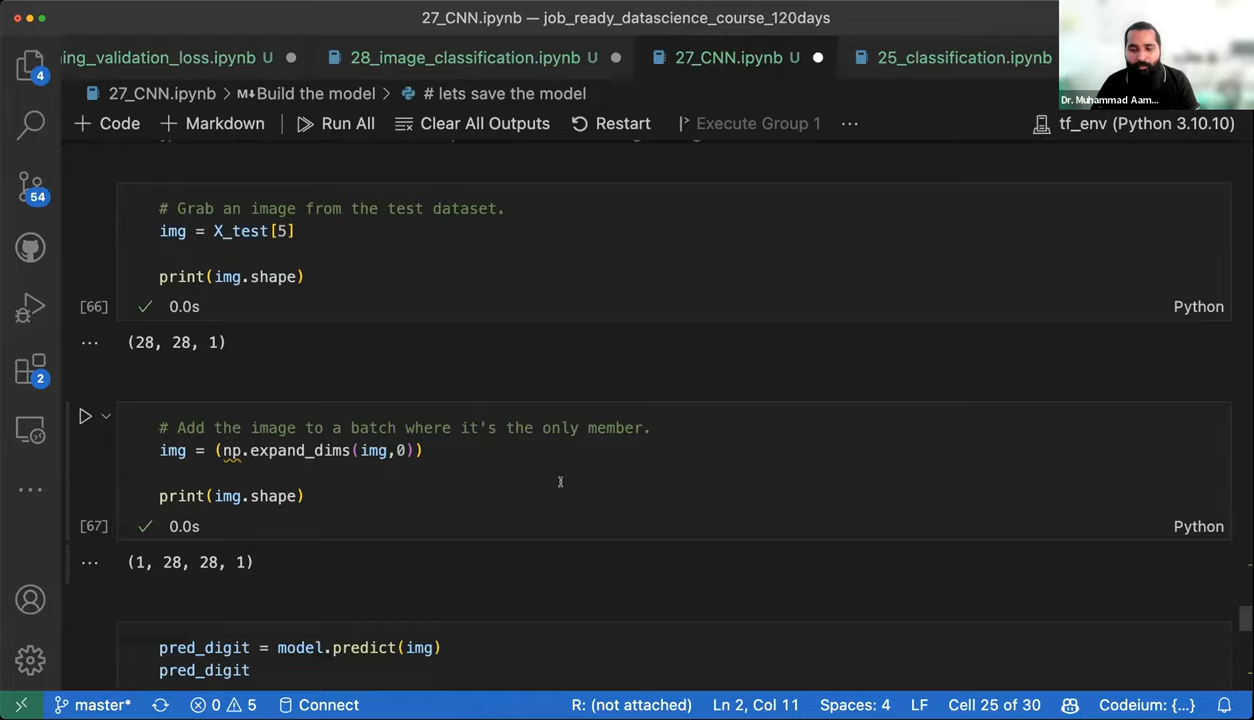 27_CNN.ipynb — job_ready_datascience_course_120days
ning_validation_loss.ipynb U
28_image_classification.ipynb U
27_CNN.ipynb U
25_classification.ipynb
Dr. Muhammad Aam...
4
27_CNN.ipynb > M↓Build the model > # lets save the model
+ Code + Markdown Run All Clear All Outputs Restart Execute Group 1 ...
tf_env (Python 3.10.10)
54
2
# Grab an image from the test dataset.
img = X_test[5]
print(img.shape)
[66] ✓ 0.0s Python
... (28, 28, 1)
# Add the image to a batch where it's the only member.
img = (np.expand_dims(img,0))
print(img.shape)
[67] ✓ 0.0s Python
... (1, 28, 28, 1)
pred_digit = model.predict(img)
pred_digit
master* 0 5 Connect R: (not attached) Ln 2, Col 11 Spaces: 4 LF Cell 25 of 30 Codeium: {...}